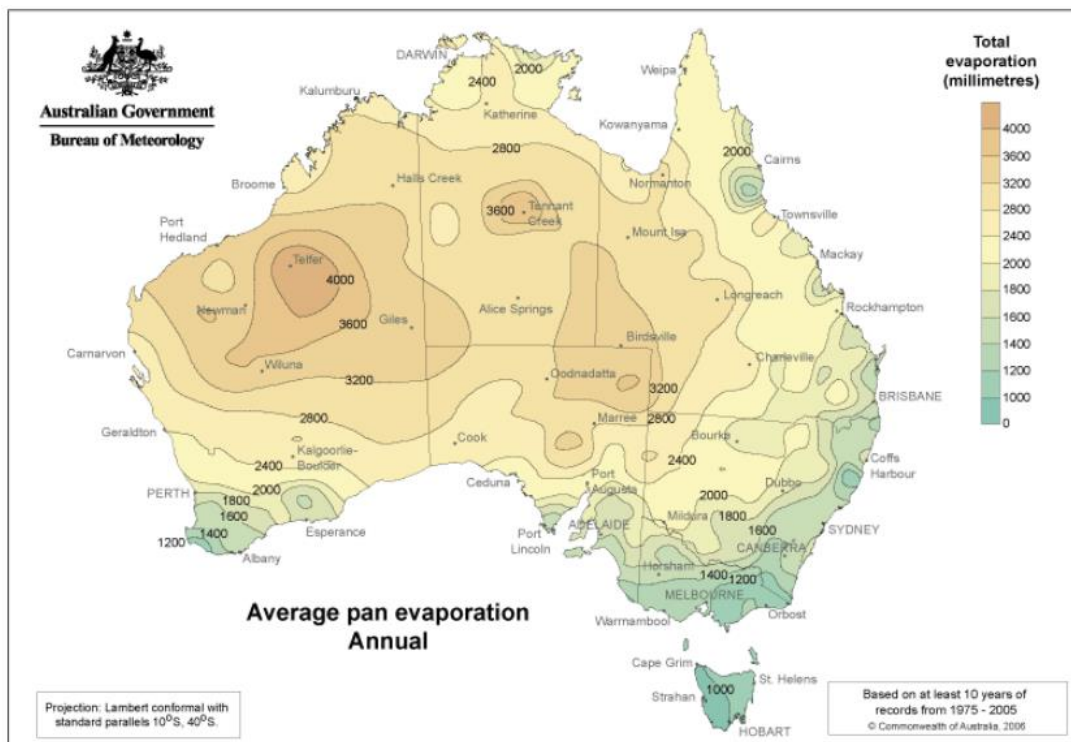 Australian Government
Bureau of Meteorology
Total
evaporation
(millimetres)
4000
3600
3200
2800
2400
2000
1800
1600
1400
1000
1000
0
DARWIN
2000
2400
Weipa
Kalumburu
Katherine
Kowanyama
2800
2000
Cairns
Broome
Halls Creek
Normanton
3600
Tennant
Creek
Townsville
Port
Hedland
Mount Isa
Telfer
Mackay
4000
Newman
Alice Springs
Longreach
Rockhampton
3600
Giles
Birdsville
Carnarvon
Wiluna
Charleville
3200
Oodnadatta
3200
BRISBANE
2800
Marree
2800
Geraldton
Cook
Bourke
Kalgoorlie-
Boulder
2400
2400
Coffs
Harbour
PERTH
2000
Ceduna
Port
Augusta
Dubbo
1800
2000
1600
Esperance
Mildura
1800
ADELAIDE
1600
SYDNEY
1200
1400
Port
Lincoln
CANBERRA
Albany
Horsham
1400
1200
MELBOURNE
Warrnambool
Orbost
Average pan evaporation
Annual
Cape Grim
St. Helens
Strahan
1000
HOBART
Projection: Lambert conformal with
standard parallels 10°S, 40°S.
Based on at least 10 years of
records from 1975 - 2005
© Commonwealth of Australia, 2006